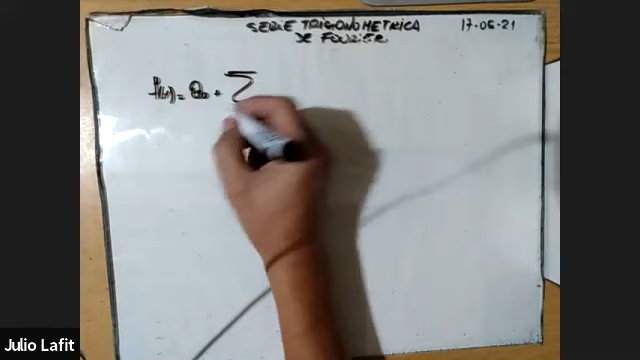 SERIE TRIGONOMETRICA 17-06-21
DE FOURIER
f(t) = a₀ + Σ
Julio Lafit